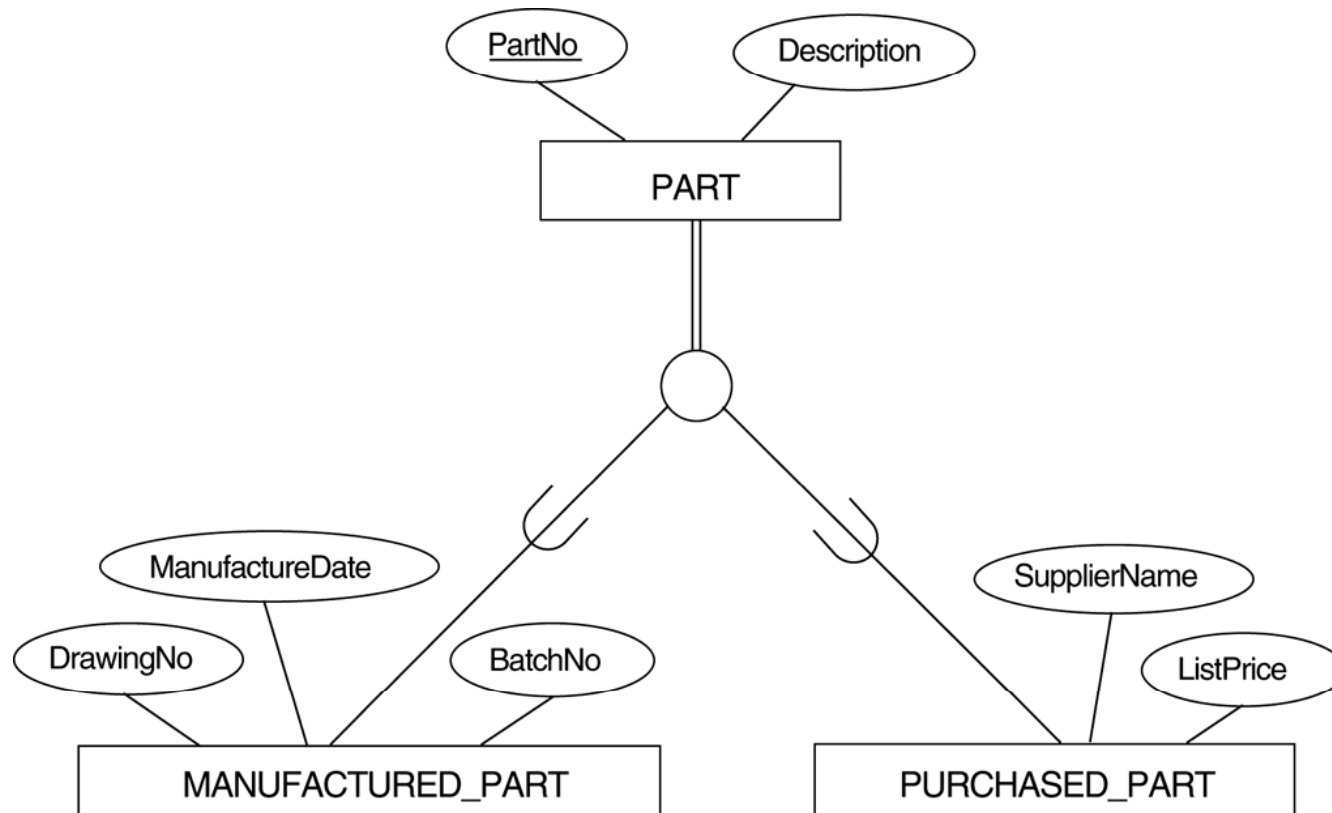 PartNo
Description
PART
ManufactureDate
SupplierName
DrawingNo
BatchNo
ListPrice
MANUFACTURED_PART
PURCHASED_PART